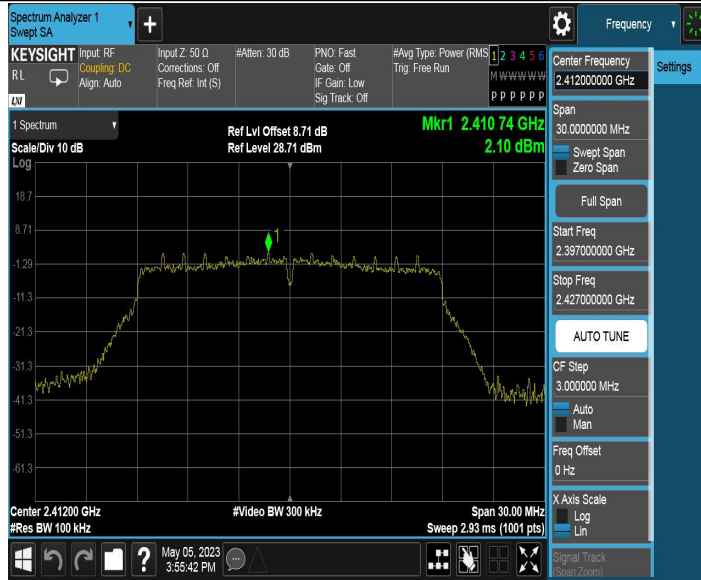 Spectrum Analyzer 1
Swept SA
+
Frequency
KEYSIGHT
RL
LXI
Input: RF
Coupling: DC
Align: Auto
Input Z: 50 Ω
Corrections: Off
Freq Ref: Int (S)
#Atten: 30 dB
PNO: Fast
Gate: Off
IF Gain: Low
Sig Track: Off
#Avg Type: Power (RMS
Trig: Free Run
1 2 3 4 5 6
M W W W W W
P P P P P P
Settings
1 Spectrum
Scale/Div 10 dB
Log
Ref Lvl Offset 8.71 dB
Ref Level 28.71 dBm
Mkr1 2.410 74 GHz
2.10 dBm
18.7
8.71
-1.29
-11.3
-21.3
-31.3
-41.3
-51.3
-61.3
1
Center 2.41200 GHz
#Res BW 100 kHz
#Video BW 300 kHz
Span 30.00 MHz
Sweep 2.93 ms (1001 pts)
Center Frequency
2.412000000 GHz
Span
30.0000000 MHz
Swept Span
Zero Span
Full Span
Start Freq
2.397000000 GHz
Stop Freq
2.427000000 GHz
AUTO TUNE
CF Step
3.000000 MHz
Auto
Man
Freq Offset
0 Hz
X Axis Scale
Log
Lin
Signal Track
(Span Zoom)
?
May 05, 2023
3:55:42 PM